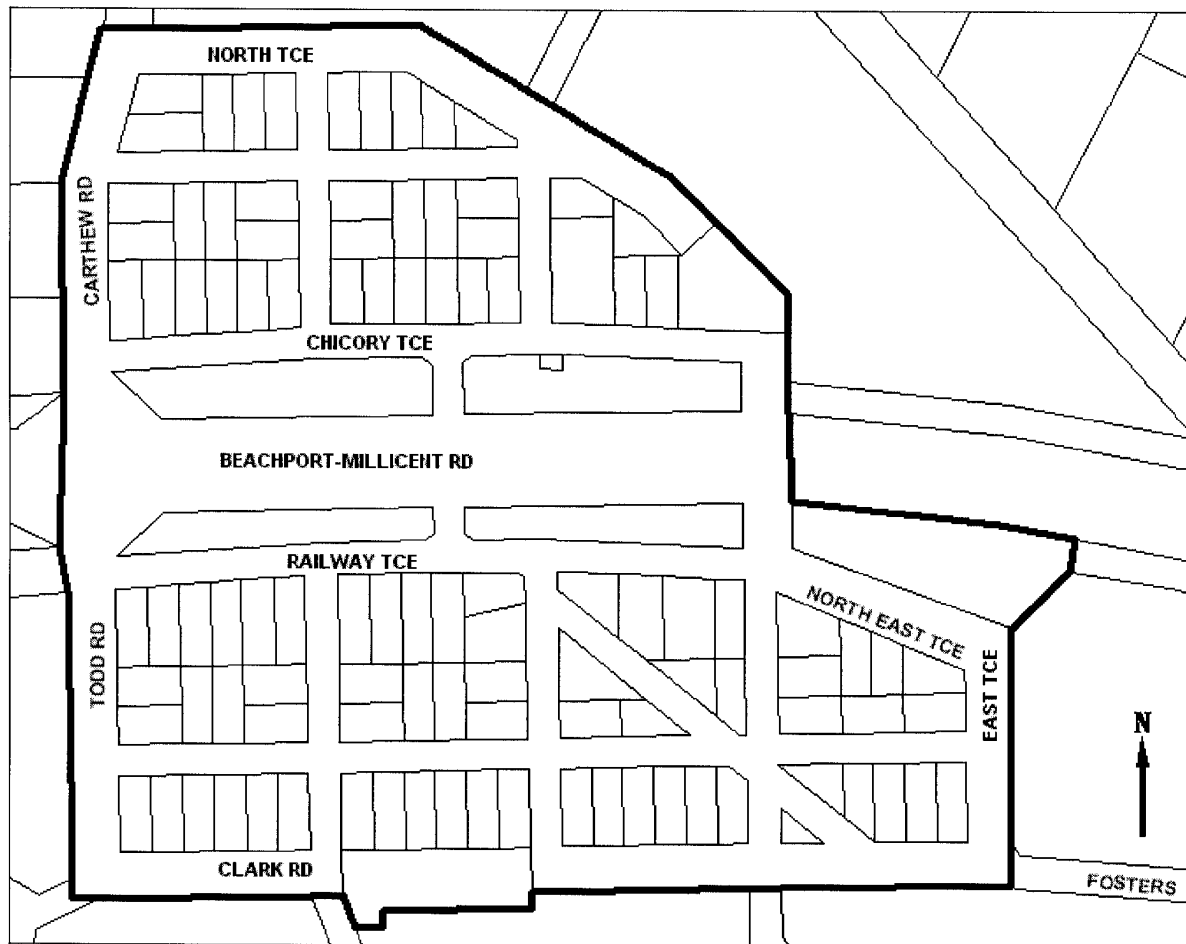 NORTH TCE
CARTHEW RD
CHICORY TCE
BEACHPORT-MILLICENT RD
RAILWAY TCE
NORTH EAST TCE
TODD RD
EAST TCE
N
CLARK RD
FOSTERS